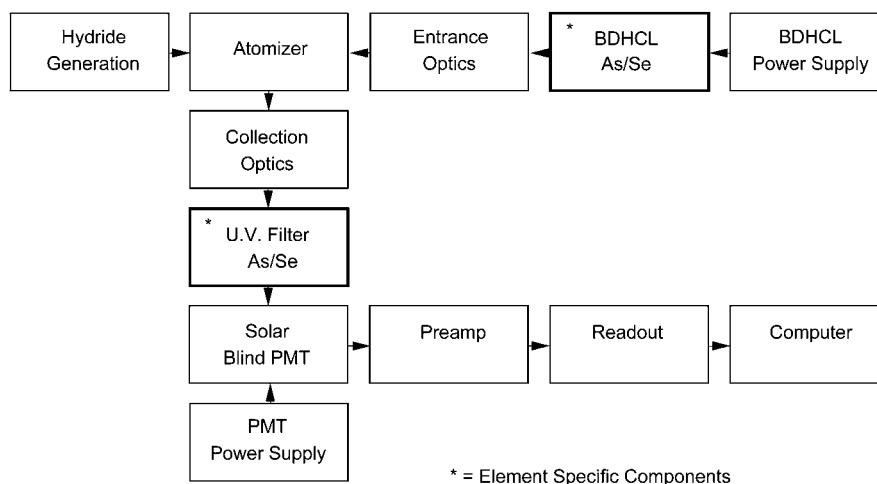 Hydride
Generation
Atomizer
Entrance
Optics
* BDHCL
As/Se
BDHCL
Power Supply
Collection
Optics
* U.V. Filter
As/Se
Solar
Blind PMT
Preamp
Readout
Computer
PMT
Power Supply
* = Element Specific Components